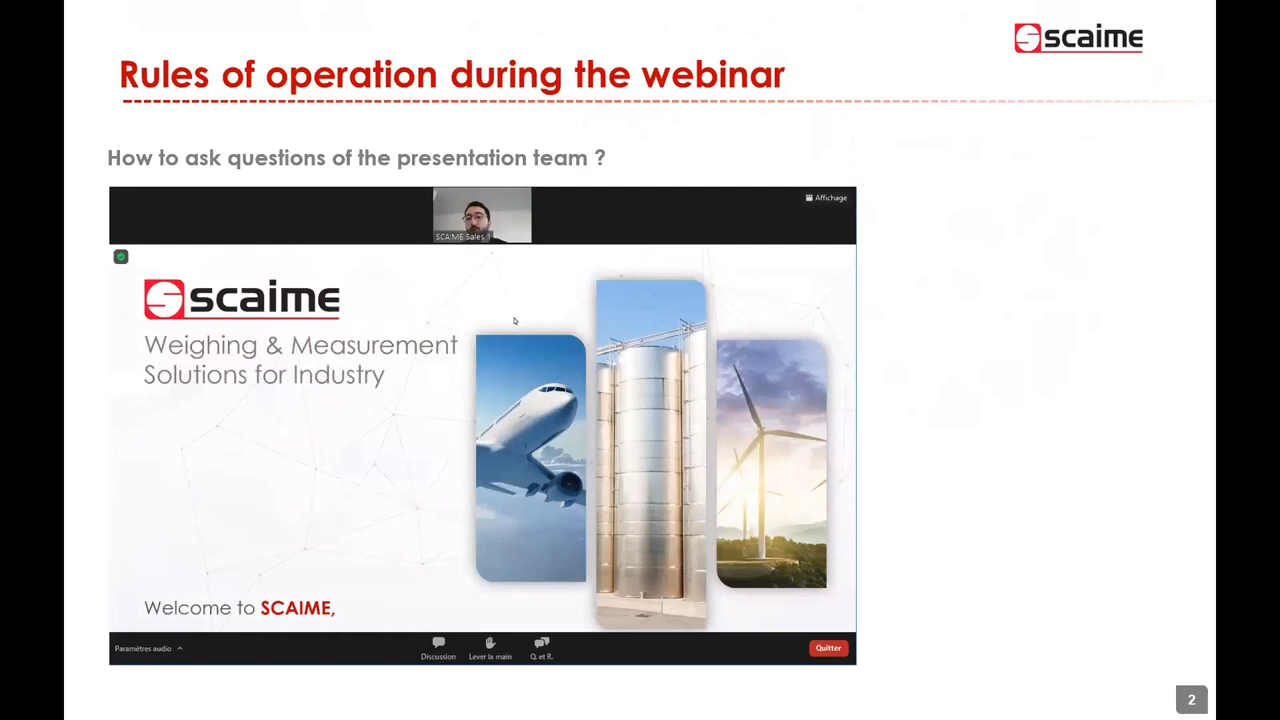 scaime
Rules of operation during the webinar
How to ask questions of the presentation team ?
Affichage
SCAIME Sales 1
scaime
Weighing & Measurement
Solutions for Industry
Welcome to SCAIME,
Paramètres audio
Discussion
Lever la main
Q. et R.
Quitter
2